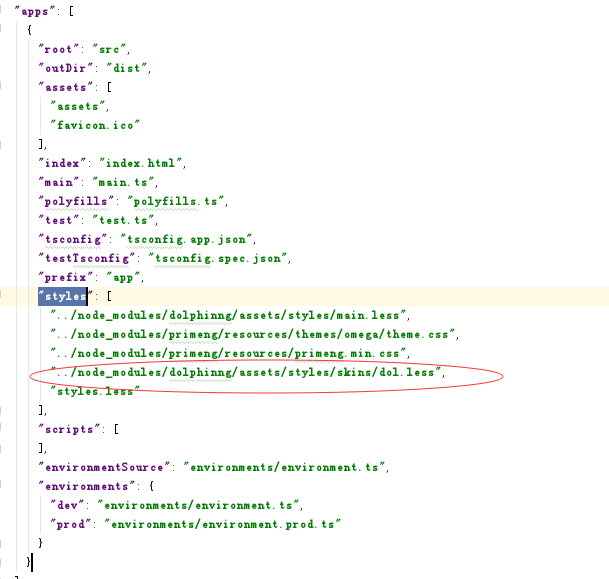 "apps": [
{
"root": "src",
"outDir": "dist",
"assets": [
"assets",
"favicon.ico"
],
"index": "index.html",
"main": "main.ts",
"polyfills": "polyfills.ts",
"test": "test.ts",
"tsconfig": "tsconfig.app.json",
"testTsconfig": "tsconfig.spec.json",
"prefix": "app",
"styles": [
"../node_modules/dolphinng/assets/styles/main.less",
"../node_modules/primeng/resources/themes/omega/theme.css",
"../node_modules/primeng/resources/primeng.min.css",
"../node_modules/dolphinng/assets/styles/skins/dol.less",
"styles.less"
],
"scripts": [
],
"environmentSource": "environments/environment.ts",
"environments": {
"dev": "environments/environment.ts",
"prod": "environments/environment.prod.ts"
}
}